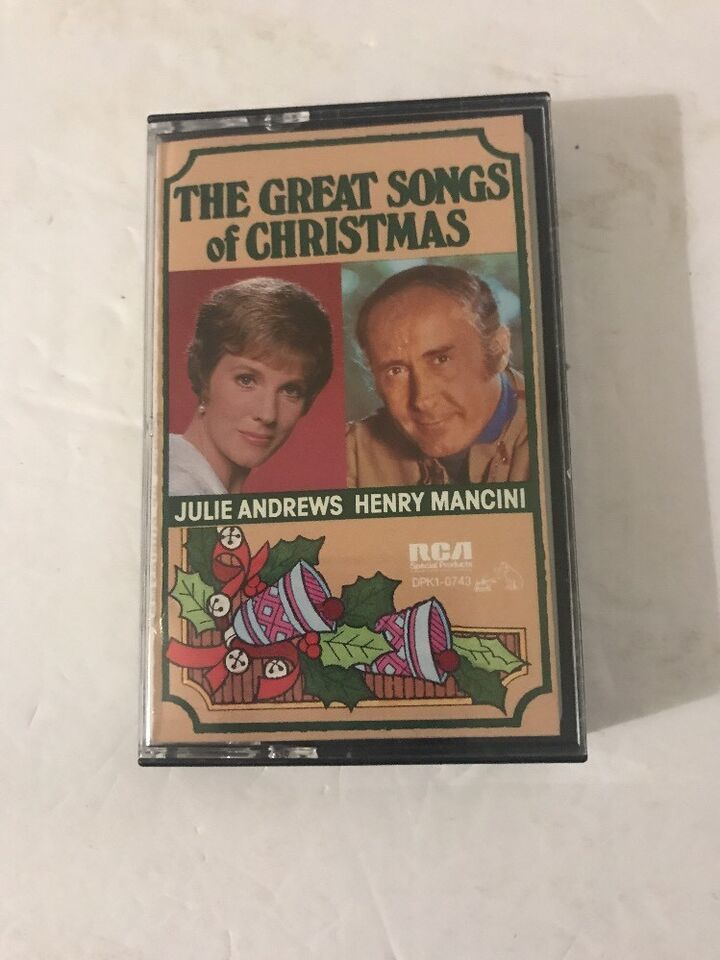 THE GREAT SONGS
of CHRISTMAS
JULIE ANDREWS HENRY MANCINI
RCA
Special Products
DPK1-0743